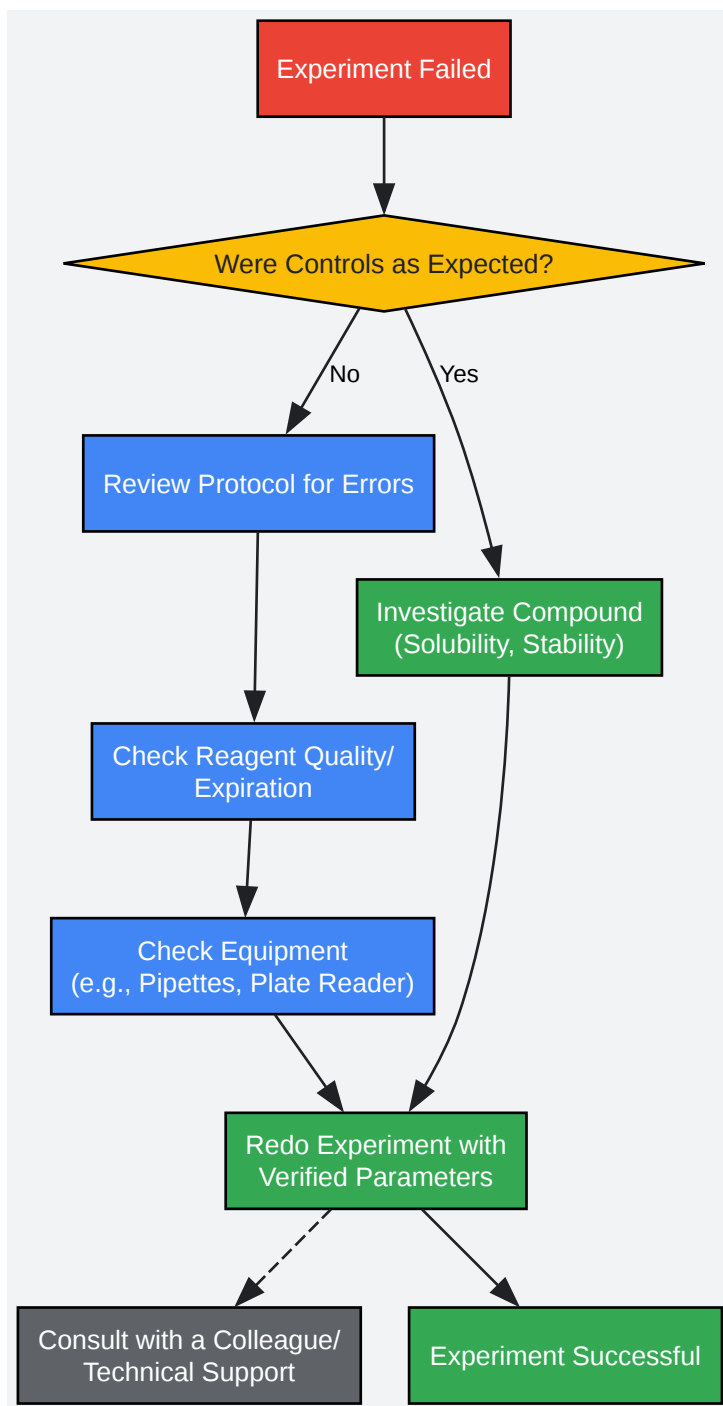 Experiment Failed
Were Controls as Expected?
No
Yes
Review Protocol for Errors
Investigate Compound
(Solubility, Stability)
Check Reagent Quality/
Expiration
Check Equipment
(e.g., Pipettes, Plate Reader)
Redo Experiment with
Verified Parameters
Consult with a Colleague/
Technical Support
Experiment Successful